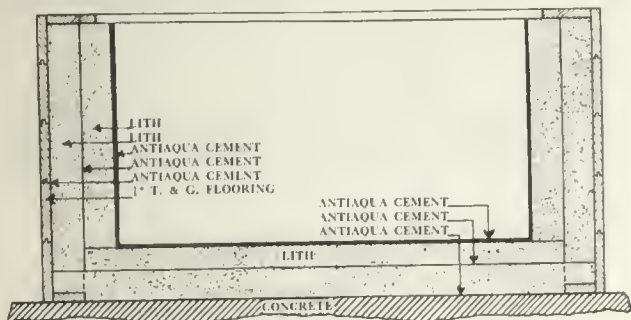 LITH
LITH
ANTIAQUA CEMENT
ANTIAQUA CEMENT
ANTIAQUA CEMENT
1" T. & G. FLOORING
ANTIAQUA CEMENT
ANTIAQUA CEMENT
ANTIAQUA CEMENT
LITH
CONCRETE